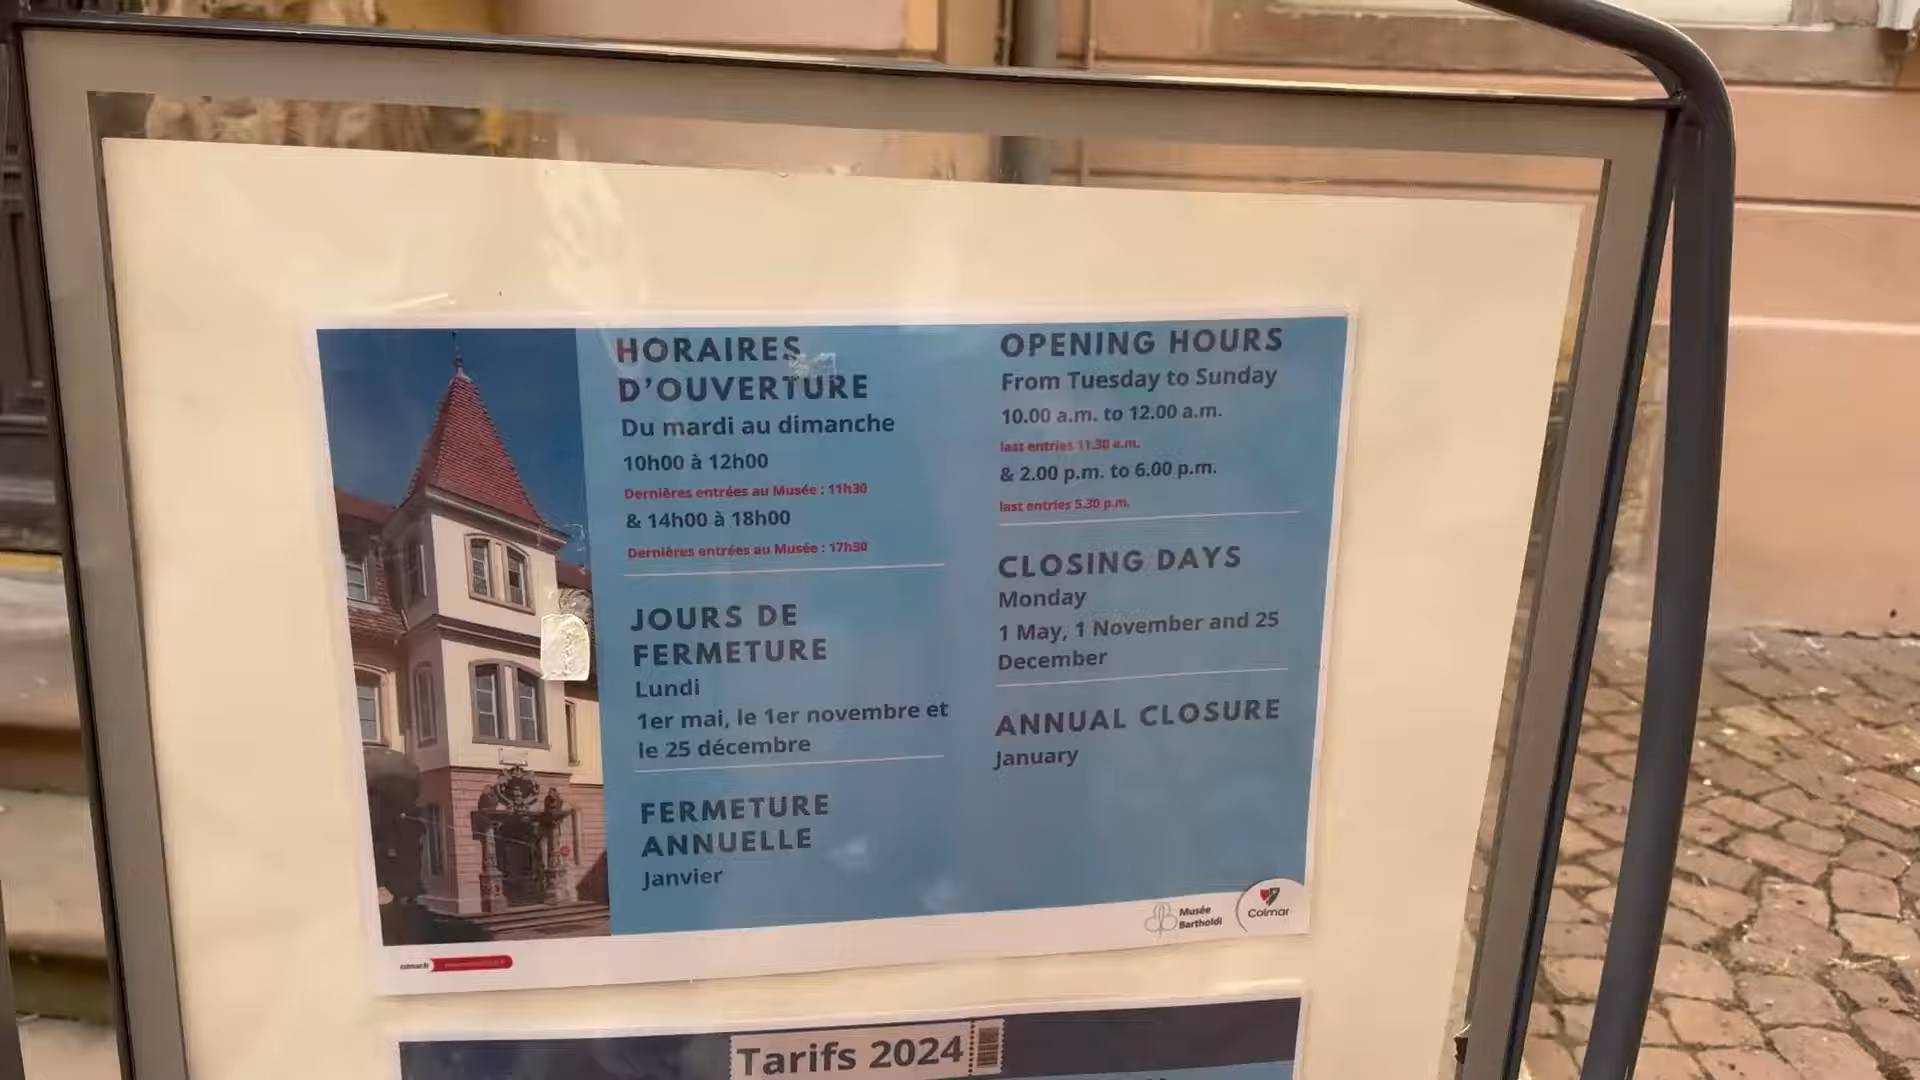 HORAIRES
D'OUVERTURE
Du mardi au dimanche
10h00 à 12h00
Dernières entrées au Musée : 11h30
& 14h00 à 18h00
Dernières entrées au Musée : 17h30
JOURS DE
FERMETURE
Lundi
1er mai, le 1er novembre et
le 25 décembre
FERMETURE
ANNUELLE
Janvier
OPENING HOURS
From Tuesday to Sunday
10.00 a.m. to 12.00 a.m.
last entries 11.30 a.m.
& 2.00 p.m. to 6.00 p.m.
last entries 5.30 p.m.
CLOSING DAYS
Monday
1 May, 1 November and 25
December
ANNUAL CLOSURE
January
Musée
Bartholdi
Colmar
Tarifs 2024